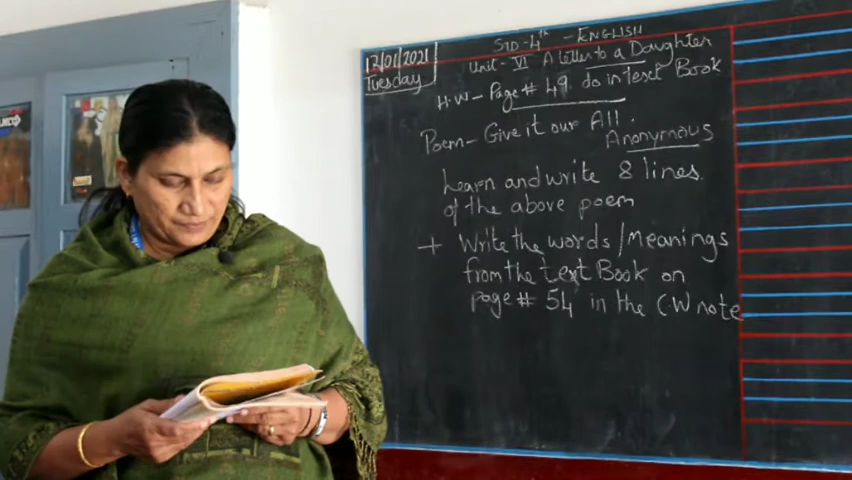 12/01/2021
Tuesday
STD - 4th - ENGLISH
Unit - VI A Letter to a Daughter
H.W - Page # 49. do in text Book
Poem - Give it our All.
Anonymous
Learn and write 8 lines.
of the above poem
+ Write the words / Meanings
from the text Book on
page # 54 in the C.W note